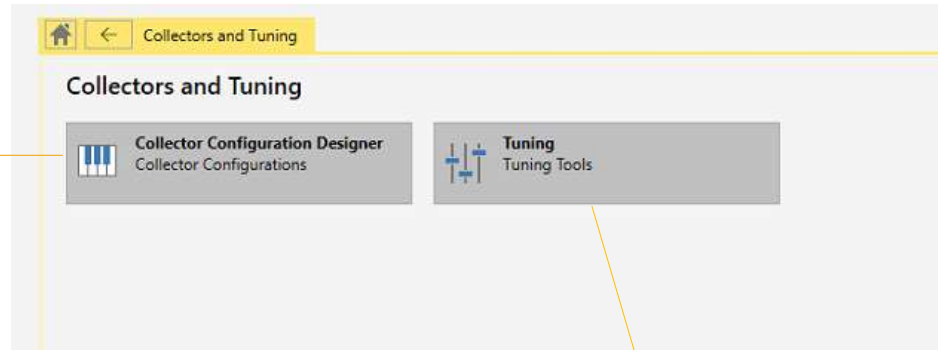 Collectors and Tuning
Collectors and Tuning
Collector Configuration Designer
Collector Configurations
Tuning
Tuning Tools